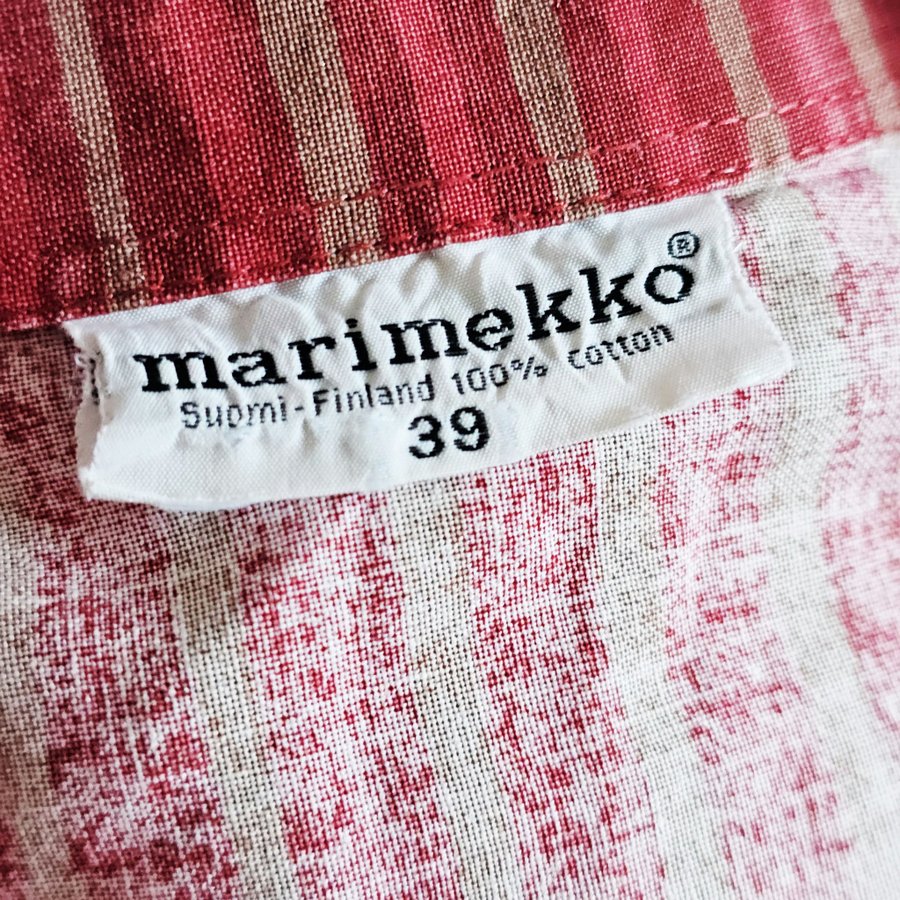 marimekko®
Suomi-Finland 100% cotton
39